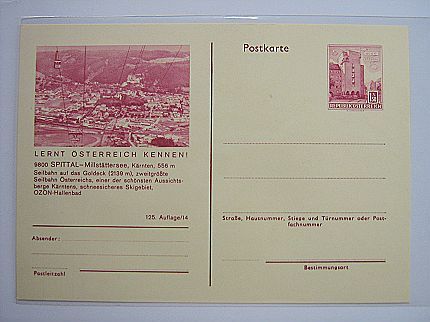 Postkarte
REPUBLIK ÖSTERREICH
LERNT ÖSTERREICH KENNEN!
9800 SPITTAL–Millstättersee, Kärnten, 556 m
Seilbahn auf das Goldeck (2139 m), zweitgrößte
Seilbahn Österreichs, einer der schönsten Aussichts-
berge Kärntens, schneesicheres Skigebiet,
OZON-Hallenbad
125. Auflage/14
Absender:
Postleitzahl
Straße, Hausnummer, Stiege und Türnummer oder Post-
fachnummer
Bestimmungsort